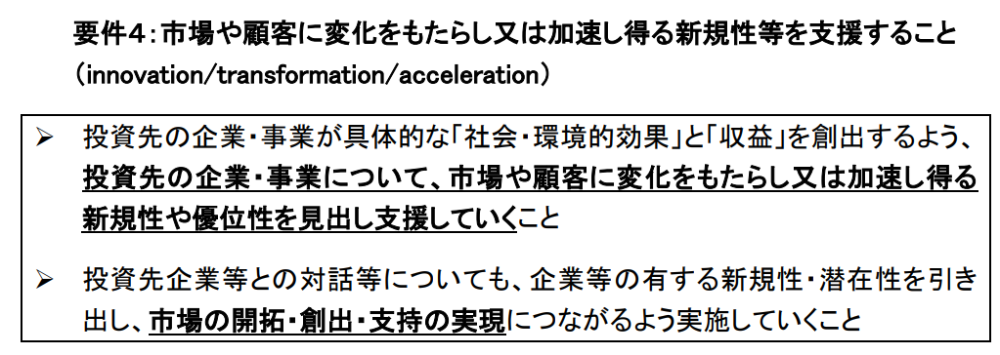 要件４：市場や顧客に変化をもたらし又は加速し得る新規性等を支援すること
（innovation/transformation/acceleration）
➢ 投資先の企業・事業が具体的な「社会・環境的効果」と「収益」を創出するよう、
投資先の企業・事業について、市場や顧客に変化をもたらし又は加速し得る
新規性や優位性を見出し支援していくこと
➢ 投資先企業等との対話等についても、企業等の有する新規性・潜在性を引き
出し、市場の開拓・創出・支持の実現につながるよう実施していくこと